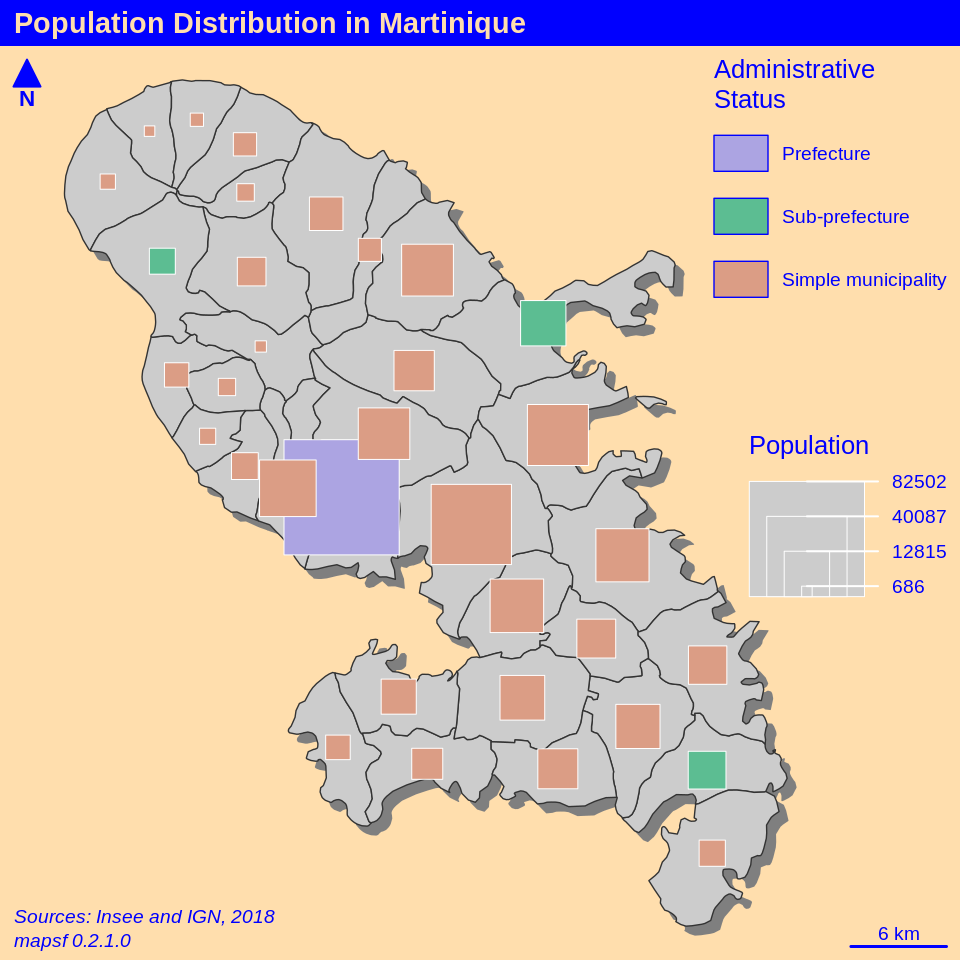 Population Distribution in Martinique
N
Administrative
Status
Prefecture
Sub-prefecture
Simple municipality
Population
82502
40087
12815
686
Sources: Insee and IGN, 2018
mapsf 0.2.1.0
6 km